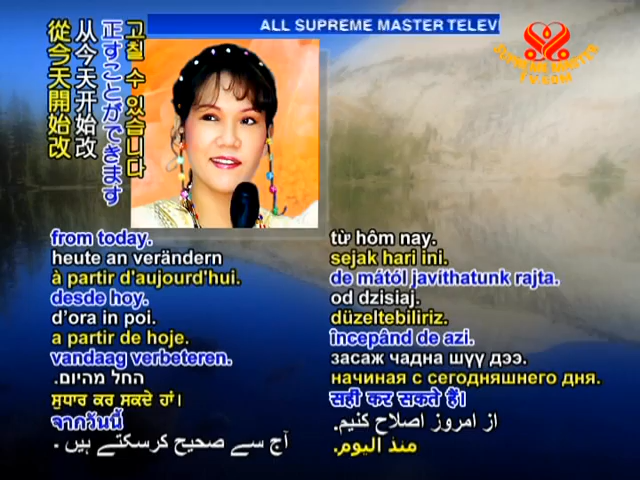 ALL SUPREME MASTER TELEVI
SUPREME MASTER
TV.COM
從今天開始改
从今天开始改
正すことができます
고칠 수 있습니다
from today.
heute an verändern
à partir d'aujourd'hui.
desde hoy.
d'ora in poi.
a partir de hoje.
vandaag verbeteren.
החל מהיום.
ਸੁਧਾਰ ਕਰ ਸਕਦੇ ਹਾਂ।
จากวันนี้
آج سے صحیح کرسکتے ہیں ۔
từ hôm nay.
sejak hari ini.
de mától javíthatunk rajta.
od dzisiaj.
düzeltebiliriz.
începând de azi.
засаж чадна шүү дээ.
начиная с сегодняшнего дня.
सही कर सकते हैं।
از امروز اصلاح کنیم.
منذ اليوم.